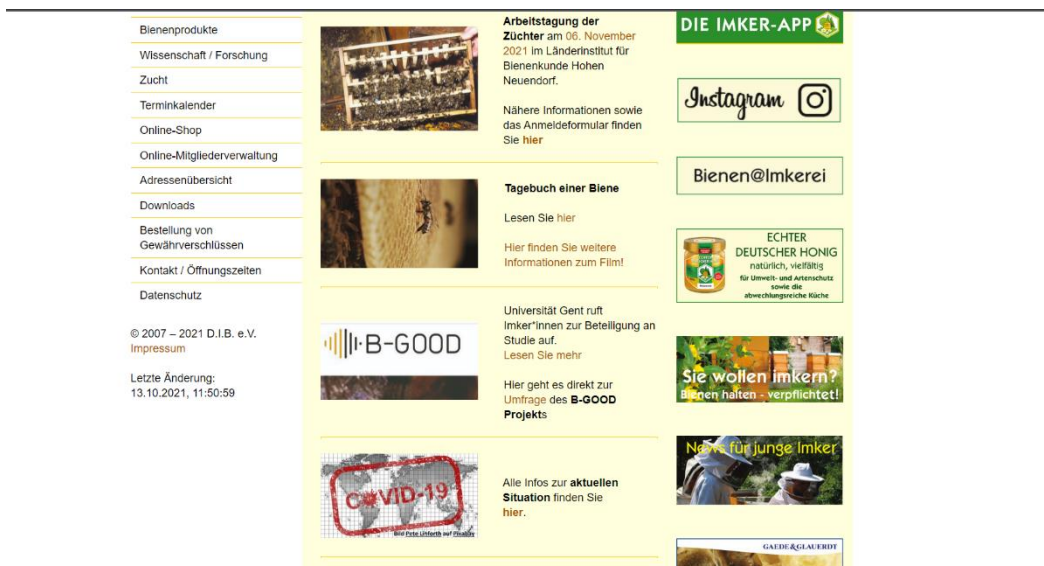 Bienenprodukte
Wissenschaft / Forschung
Zucht
Terminkalender
Online-Shop
Online-Mitgliederverwaltung
Adressenübersicht
Downloads
Bestellung von
Gewährverschlüssen
Kontakt / Öffnungszeiten
Datenschutz
© 2007 – 2021 D.I.B. e.V.
Impressum
Letzte Änderung:
13.10.2021, 11:50:59
Arbeitstagung der
Züchter am 06. November
2021 im Länderinstitut für
Bienenkunde Hohen
Neuendorf.
Nähere Informationen sowie
das Anmeldeformular finden
Sie hier
Tagebuch einer Biene
Lesen Sie hier
Hier finden Sie weitere
Informationen zum Film!
B-GOOD
Universität Gent ruft
Imker*innen zur Beteiligung an
Studie auf.
Lesen Sie mehr
Hier geht es direkt zur
Umfrage des B-GOOD
Projekts
COVID-19
Bild Pete Linforth auf Pixabay
Alle Infos zur aktuellen
Situation finden Sie
hier.
DIE IMKER-APP
Instagram
Bienen@Imkerei
ECHTER
DEUTSCHER HONIG
natürlich, vielfältig
für Umwelt- und Artenschutz
sowie die
abwechlungsreiche Küche
Sie wollen imkern?
Bienen halten - verpflichtet!
News für junge Imker
GAEDE & GLAUERDT